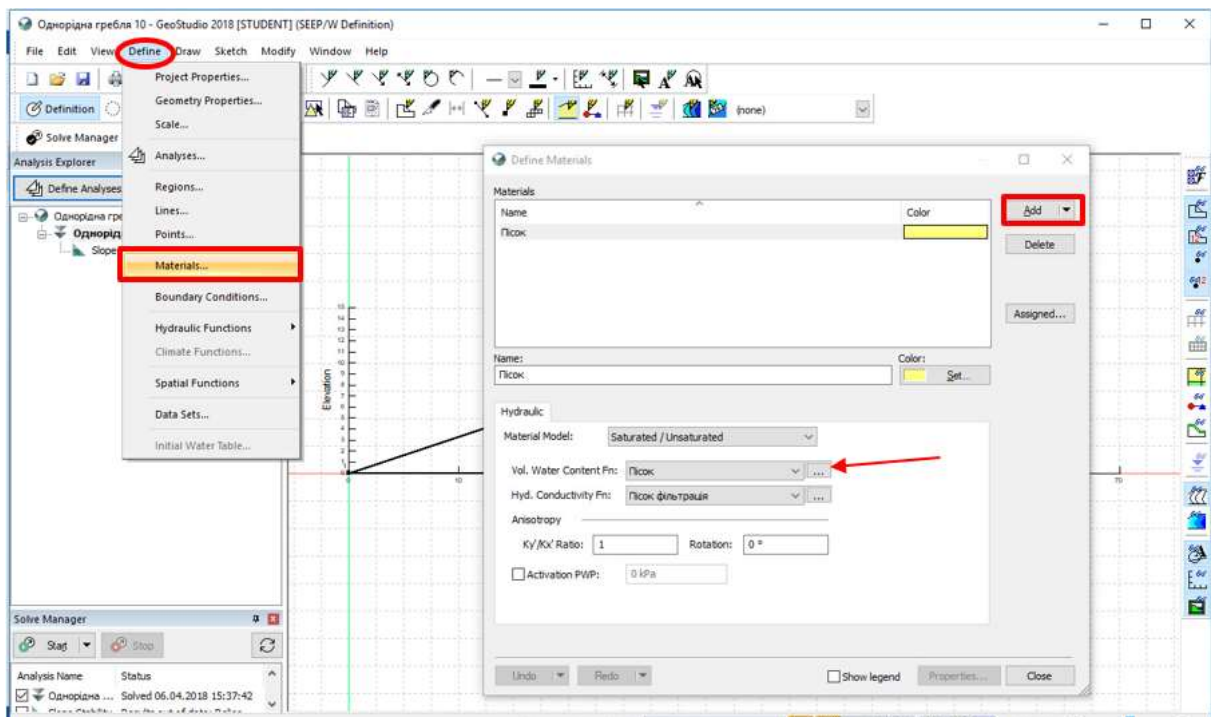 Однорідна гребля 10 - GeoStudio 2018 [STUDENT] (SEEP/W Definition)
File Edit View Define Draw Sketch Modify Window Help
Definition
(none)
Solve Manager
Analysis Explorer
Define Analyses
Однорідна гре
Однорід
Slope
Project Properties...
Geometry Properties...
Scale...
Analyses...
Regions...
Lines...
Points...
Materials...
Boundary Conditions...
Hydraulic Functions
Climate Functions...
Spatial Functions
Data Sets...
Initial Water Table...
Elevation
10
70
Define Materials
Materials
Name Color
Пісок
Add
Delete
Assigned...
Name: Color:
Пісок Set...
Hydraulic
Material Model: Saturated / Unsaturated
Vol. Water Content Fn: Пісок ...
Hyd. Conductivity Fn: Пісок фільтрація ...
Anisotropy
Ky'/Kx' Ratio: 1 Rotation: 0 °
Activation PWP: 0 kPa
Undo Redo Show legend Properties... Close
Solve Manager
Start Stop
Analysis Name Status
Однорідна ... Solved 06.04.2018 15:37:42